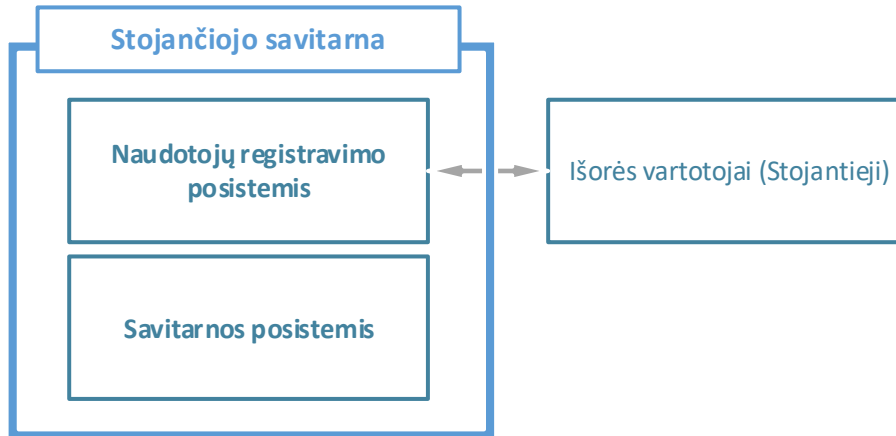 Stojančiojo savitarna
Naudotojų registravimo
posistemis
Išorės vartotojai (Stojantieji)
Savitarnos posistemis